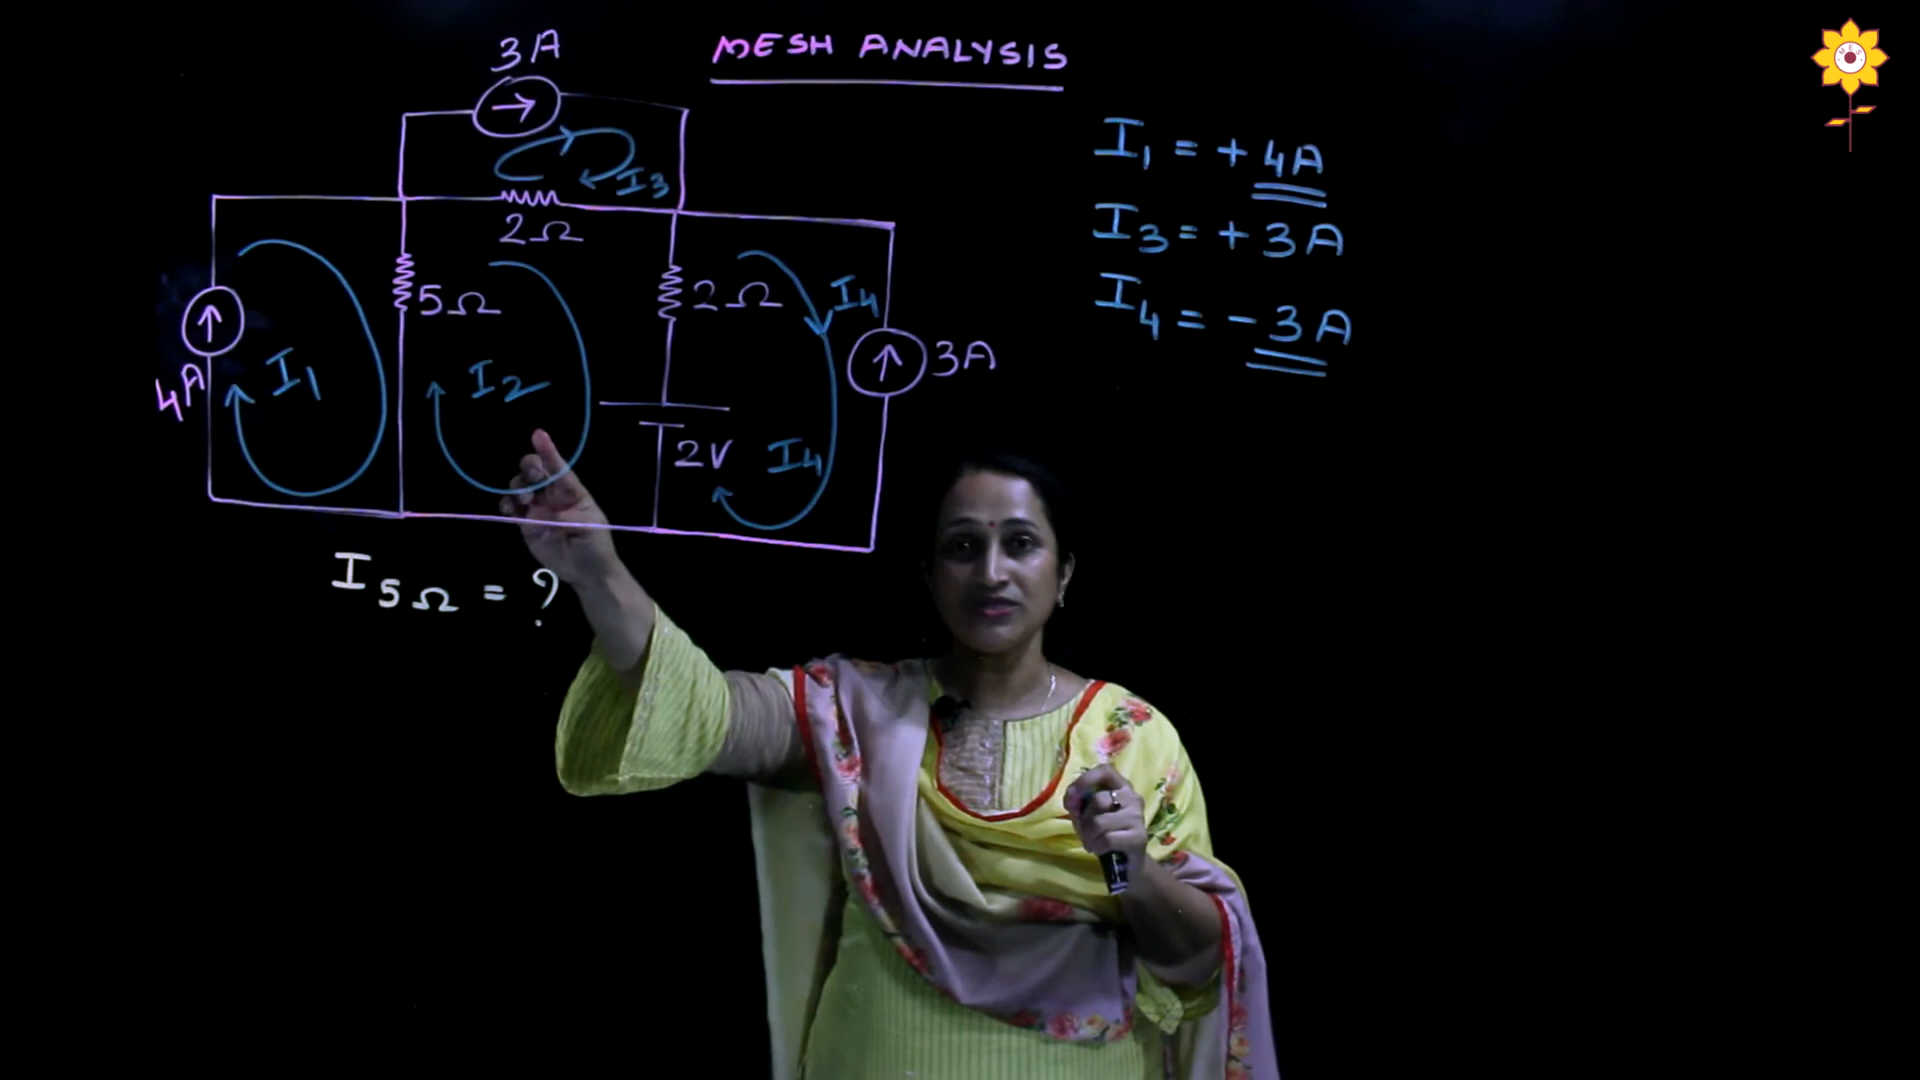 MESH ANALYSIS
3A
I3
2Ω
4A
I1
5Ω
I2
2Ω
2V
I4
I4
3A
I5Ω = ?
I1 = + 4A
I3 = + 3A
I4 = - 3A
MES